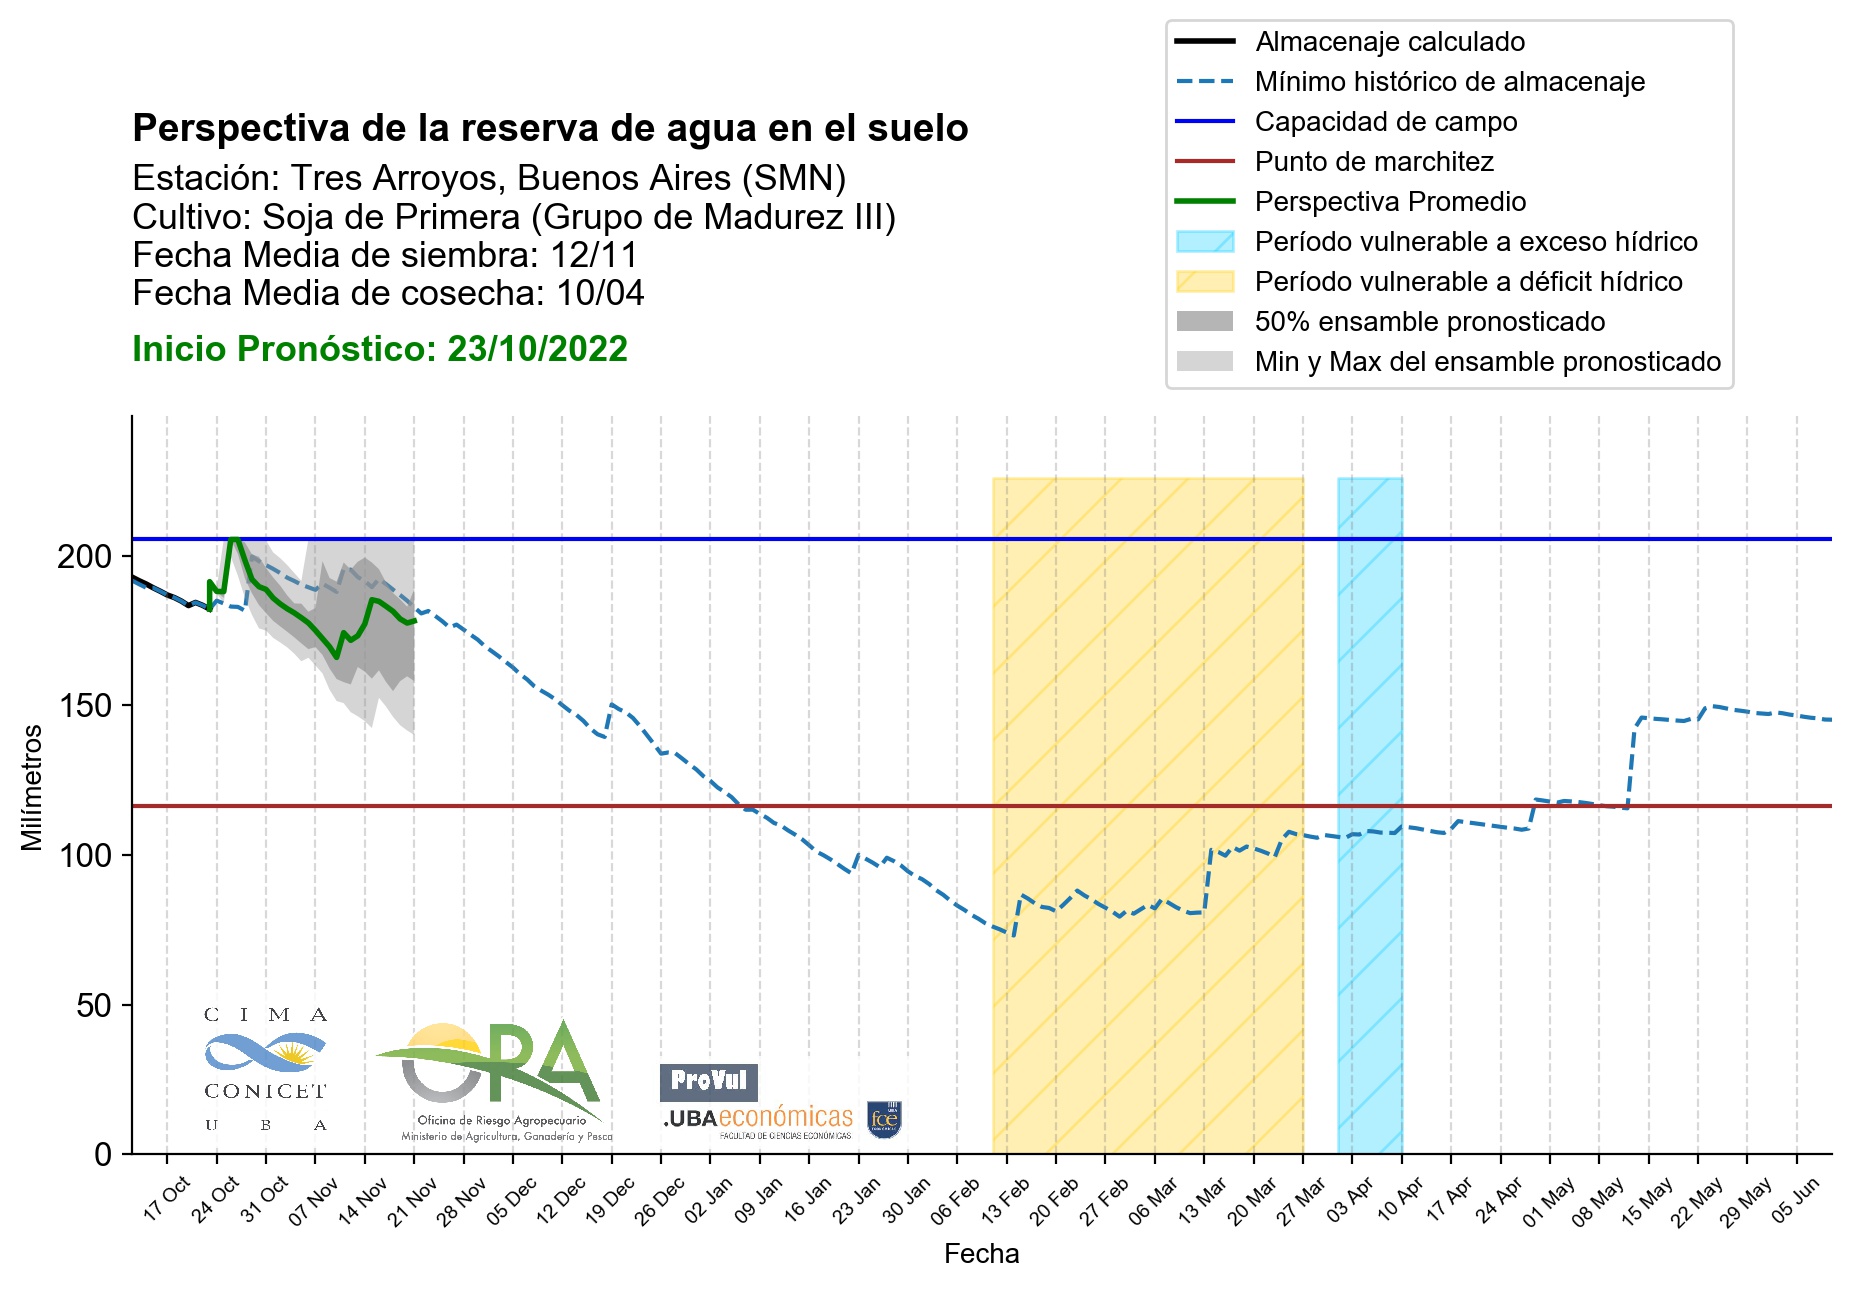 Almacenaje calculado
Mínimo histórico de almacenaje
Capacidad de campo
Punto de marchitez
Perspectiva Promedio
Período vulnerable a exceso hídrico
Período vulnerable a déficit hídrico
50% ensamble pronosticado
Min y Max del ensamble pronosticado
Perspectiva de la reserva de agua en el suelo
Estación: Tres Arroyos, Buenos Aires (SMN)
Cultivo: Soja de Primera (Grupo de Madurez III)
Fecha Media de siembra: 12/11
Fecha Media de cosecha: 10/04
Inicio Pronóstico: 23/10/2022
200
150
100
50
0
Milímetros
C I M A
CONICET
U B A
ORA
Oficina de Riesgo Agropecuario
Ministerio de Agricultura, Ganadería y Pesca
ProVul
.UBAeconómicas
FACULTAD DE CIENCIAS ECONÓMICAS
UBA
fce
ECONÓMICAS
17 Oct
24 Oct
31 Oct
07 Nov
14 Nov
21 Nov
28 Nov
05 Dec
12 Dec
19 Dec
26 Dec
02 Jan
09 Jan
16 Jan
23 Jan
30 Jan
06 Feb
13 Feb
20 Feb
27 Feb
06 Mar
13 Mar
20 Mar
27 Mar
03 Apr
10 Apr
17 Apr
24 Apr
01 May
08 May
15 May
22 May
29 May
05 Jun
Fecha